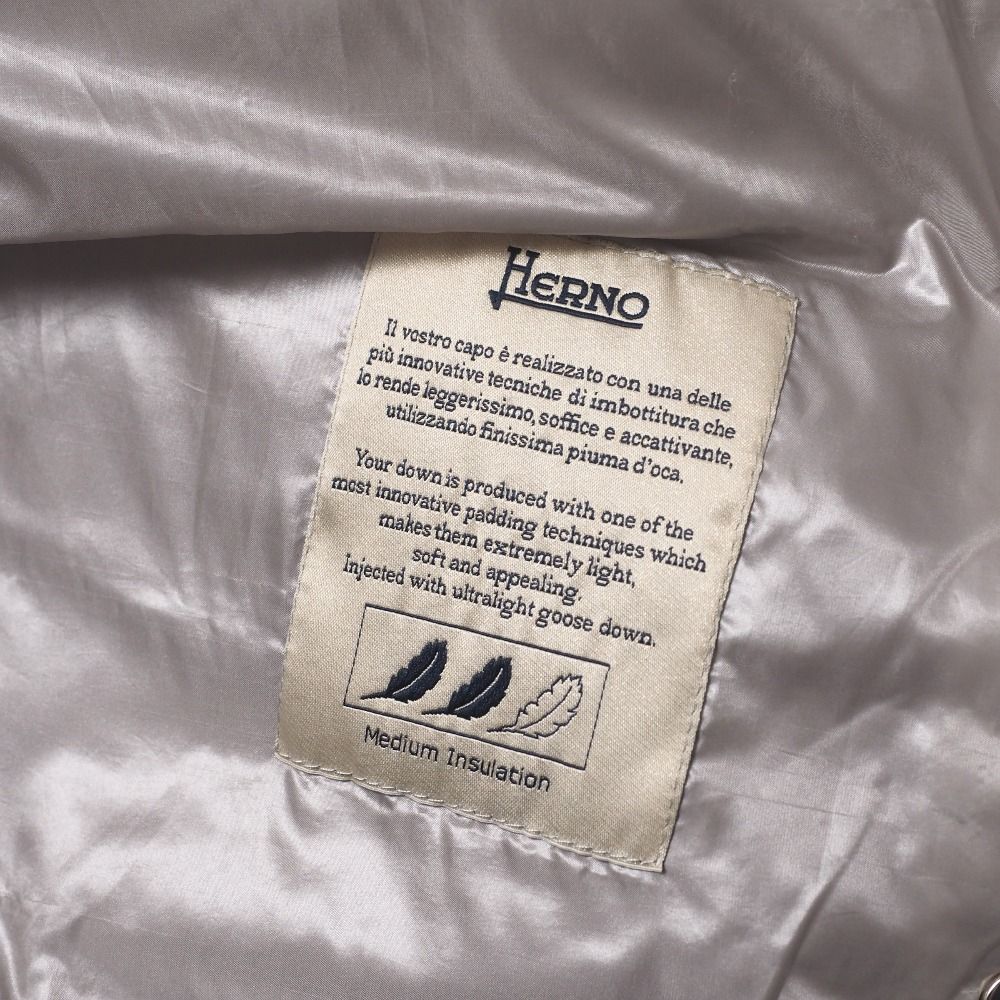 HERNO
Il vostro capo è realizzato con una delle
più innovative tecniche di imbottitura che
lo rende leggerissimo, soffice e accattivante,
utilizzando finissima piuma d'oca.
Your down is produced with one of the
most innovative padding techniques which
makes them extremely light,
soft and appealing.
Injected with ultralight goose down.
Medium Insulation